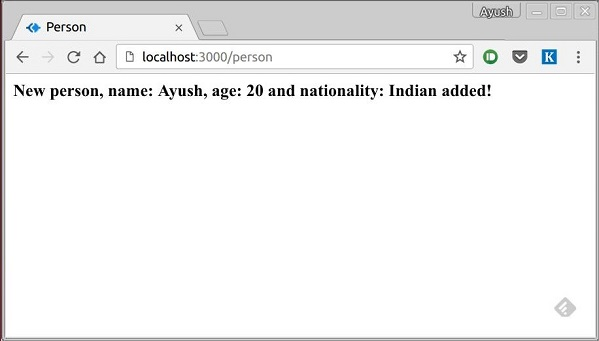 Ayush
Person
localhost:3000/person
K
New person, name: Ayush, age: 20 and nationality: Indian added!